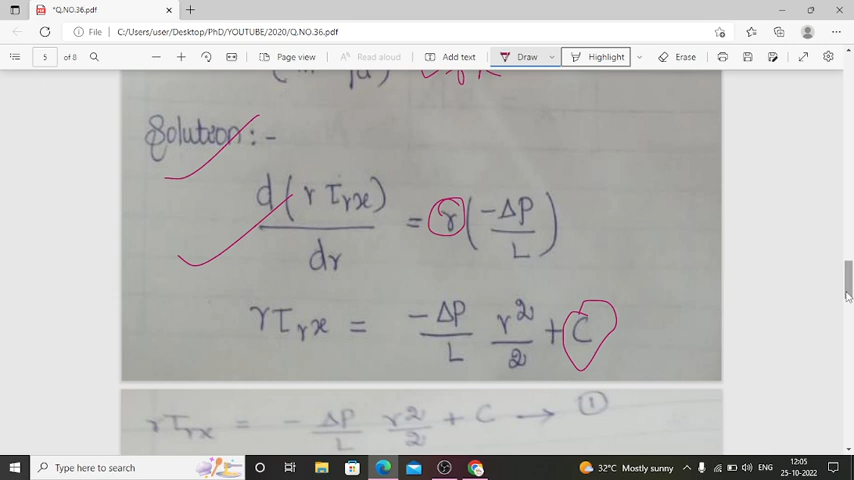 *Q.NO.36.pdf
File | C:/Users/user/Desktop/PhD/YOUTUBE/2020/Q.NO.36.pdf
5 of 8 Page view Read aloud Add text Draw Highlight Erase
Solution:-
d(r τrx)/dr = r(-ΔP/L)
rτrx = -ΔP/L r²/2 + C
rτrx = - ΔP/L r²/2 + C → ①
Type here to search 32°C Mostly sunny ENG 12:05
25-10-2022